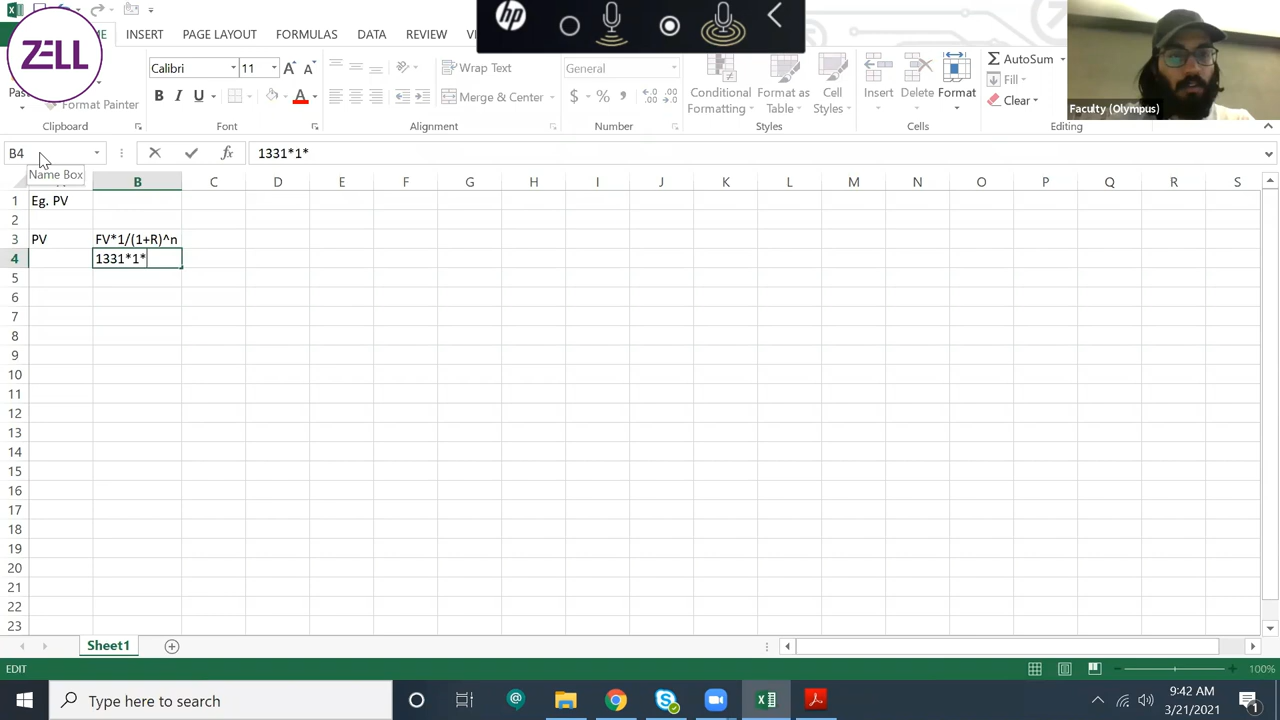 hp
ZELL
INSERT
PAGE LAYOUT
FORMULAS
DATA
REVIEW
Calibri
11
A
A
Wrap Text
General
Conditional
Formatting
Format as
Table
Cell
Styles
Insert
Delete
Format
AutoSum
Fill
Clear
Format Painter
B
I
U
A
Merge & Center
$ % ,
Clipboard
Font
Alignment
Number
Styles
Cells
Editing
Faculty (Olympus)
B4
fx
1331*1*
Name Box
B C D E F G H I J K L M N O P Q R S
1 Eg. PV
2
3 PV FV*1/(1+R)^n
4 1331*1*
5
6
7
8
9
10
11
12
13
14
15
16
17
18
19
20
21
22
23
Sheet1
EDIT
100%
Type here to search
9:42 AM
3/21/2021
1